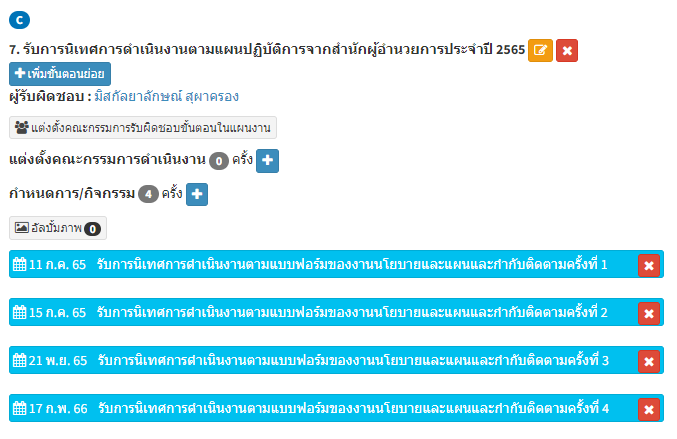 C
7. รับการนิเทศการดำเนินงานตามแผนปฏิบัติการจากสำนักผู้อำนวยการประจำปี 2565
เพิ่มขั้นตอนย่อย
ผู้รับผิดชอบ : มิสกัลยาลักษณ์ สุผาครอง
แต่งตั้งคณะกรรมการรับผิดชอบขั้นตอนในแผนงาน
แต่งตั้งคณะกรรมการดำเนินงาน 0 ครั้ง
กำหนดการ/กิจกรรม 4 ครั้ง
อัลบั้มภาพ 0
11 ก.ค. 65 รับการนิเทศการดำเนินงานตามแบบฟอร์มของงานนโยบายและแผนและกำกับติดตามครั้งที่ 1
15 ก.ค. 65 รับการนิเทศการดำเนินงานตามแบบฟอร์มของงานนโยบายและแผนและกำกับติดตามครั้งที่ 2
21 พ.ย. 65 รับการนิเทศการดำเนินงานตามแบบฟอร์มของงานนโยบายและแผนและกำกับติดตามครั้งที่ 3
17 ก.พ. 66 รับการนิเทศการดำเนินงานตามแบบฟอร์มของงานนโยบายและแผนและกำกับติดตามครั้งที่ 4